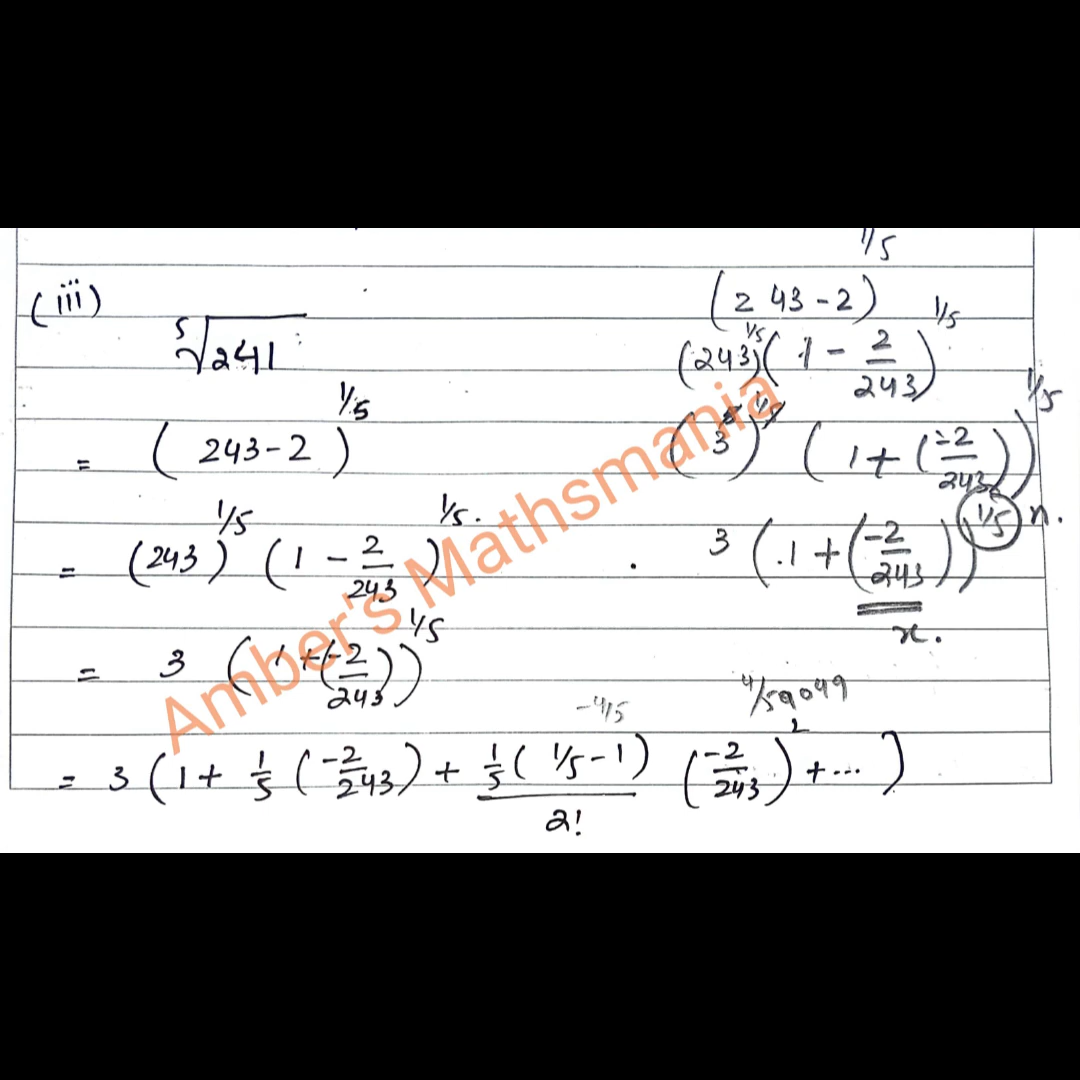 (iii) ⁵√241
= (243-2)^1/5
= (243)^1/5 (1 - 2/243)^1/5.
= 3 (1+(-2/243))^1/5
= 3 (1 + 1/5 (-2/243) + 1/5 (1/5 - 1)/2! (-2/243)^2 + ... ]
-4/5
4/59049
(243-2)^1/5
(243)^1/5 (1 - 2/243)^1/5
(3^5)^1/5 (1 + (-2/243))^1/5
3 (.1 + (-2/243))^1/5 n.
x.
Amber's Mathsmania